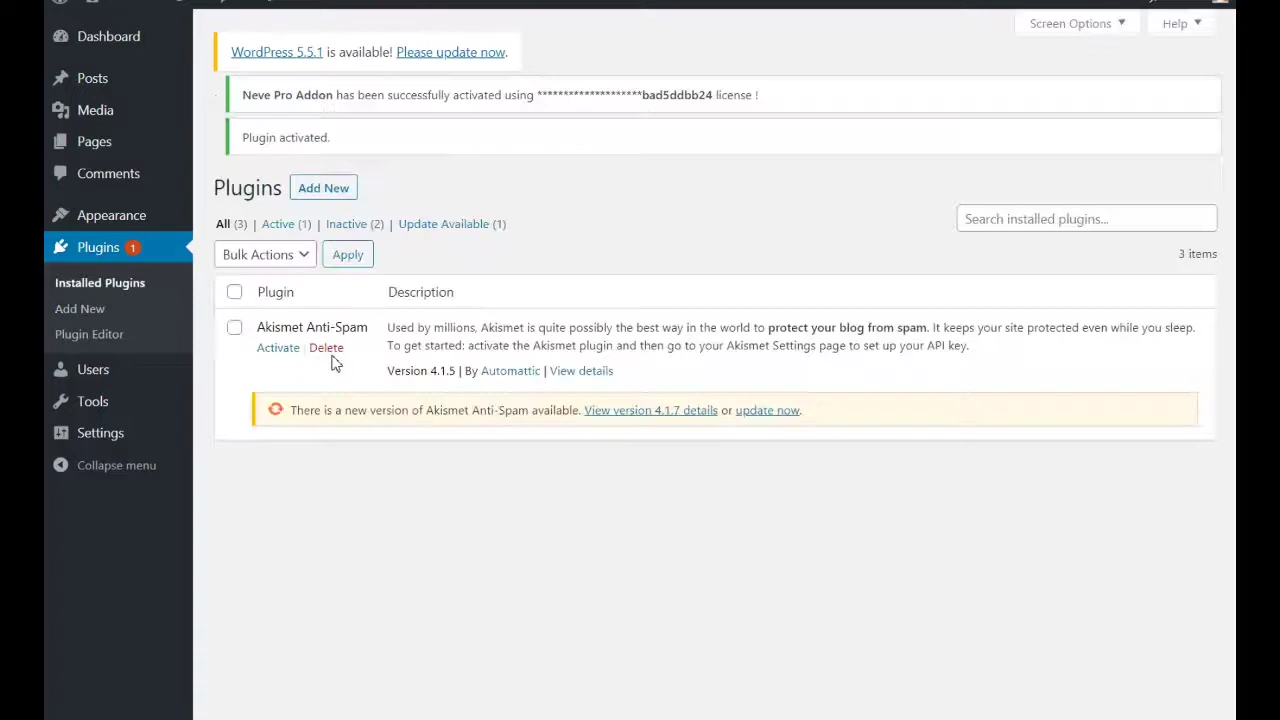 Screen Options ▼ Help ▼
Dashboard
WordPress 5.5.1 is available! Please update now.
Posts
Neve Pro Addon has been successfully activated using ********************bad5ddbb24 license !
Media
Plugin activated.
Pages
Comments
Plugins Add New
Appearance
All (3) | Active (1) | Inactive (2) | Update Available (1)
Search installed plugins...
Plugins 1
Bulk Actions Apply
3 items
Installed Plugins
Plugin Description
Add New
Akismet Anti-Spam
Used by millions, Akismet is quite possibly the best way in the world to protect your blog from spam. It keeps your site protected even while you sleep.
Plugin Editor
Activate | Delete
To get started: activate the Akismet plugin and then go to your Akismet Settings page to set up your API key.
Users
Version 4.1.5 | By Automattic | View details
Tools
There is a new version of Akismet Anti-Spam available. View version 4.1.7 details or update now.
Settings
Collapse menu